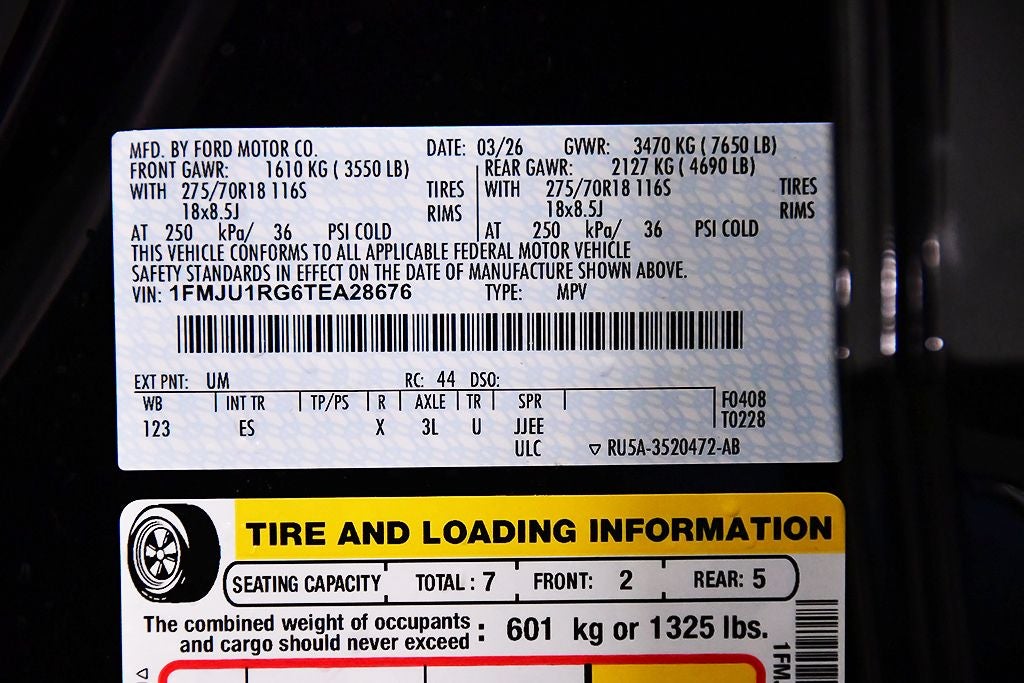 MFD. BY FORD MOTOR CO. DATE: 03/26 GVWR: 3470 KG ( 7650 LB)
FRONT GAWR: 1610 KG ( 3550 LB) REAR GAWR: 2127 KG ( 4690 LB)
WITH 275/70R18 116S TIRES WITH 275/70R18 116S TIRES
18x8.5J RIMS 18x8.5J RIMS
AT 250 kPa/ 36 PSI COLD AT 250 kPa/ 36 PSI COLD
THIS VEHICLE CONFORMS TO ALL APPLICABLE FEDERAL MOTOR VEHICLE
SAFETY STANDARDS IN EFFECT ON THE DATE OF MANUFACTURE SHOWN ABOVE.
VIN: 1FMJU1RG6TEA28676 TYPE: MPV
EXT PNT: UM RC: 44 DSO:
WB INT TR TP/PS R AXLE TR SPR F0408
123 ES X 3L U JJEE T0228
ULC RU5A-3520472-AB
TIRE AND LOADING INFORMATION
SEATING CAPACITY TOTAL : 7 FRONT: 2 REAR: 5
The combined weight of occupants
and cargo should never exceed : 601 kg or 1325 lbs.
1FM